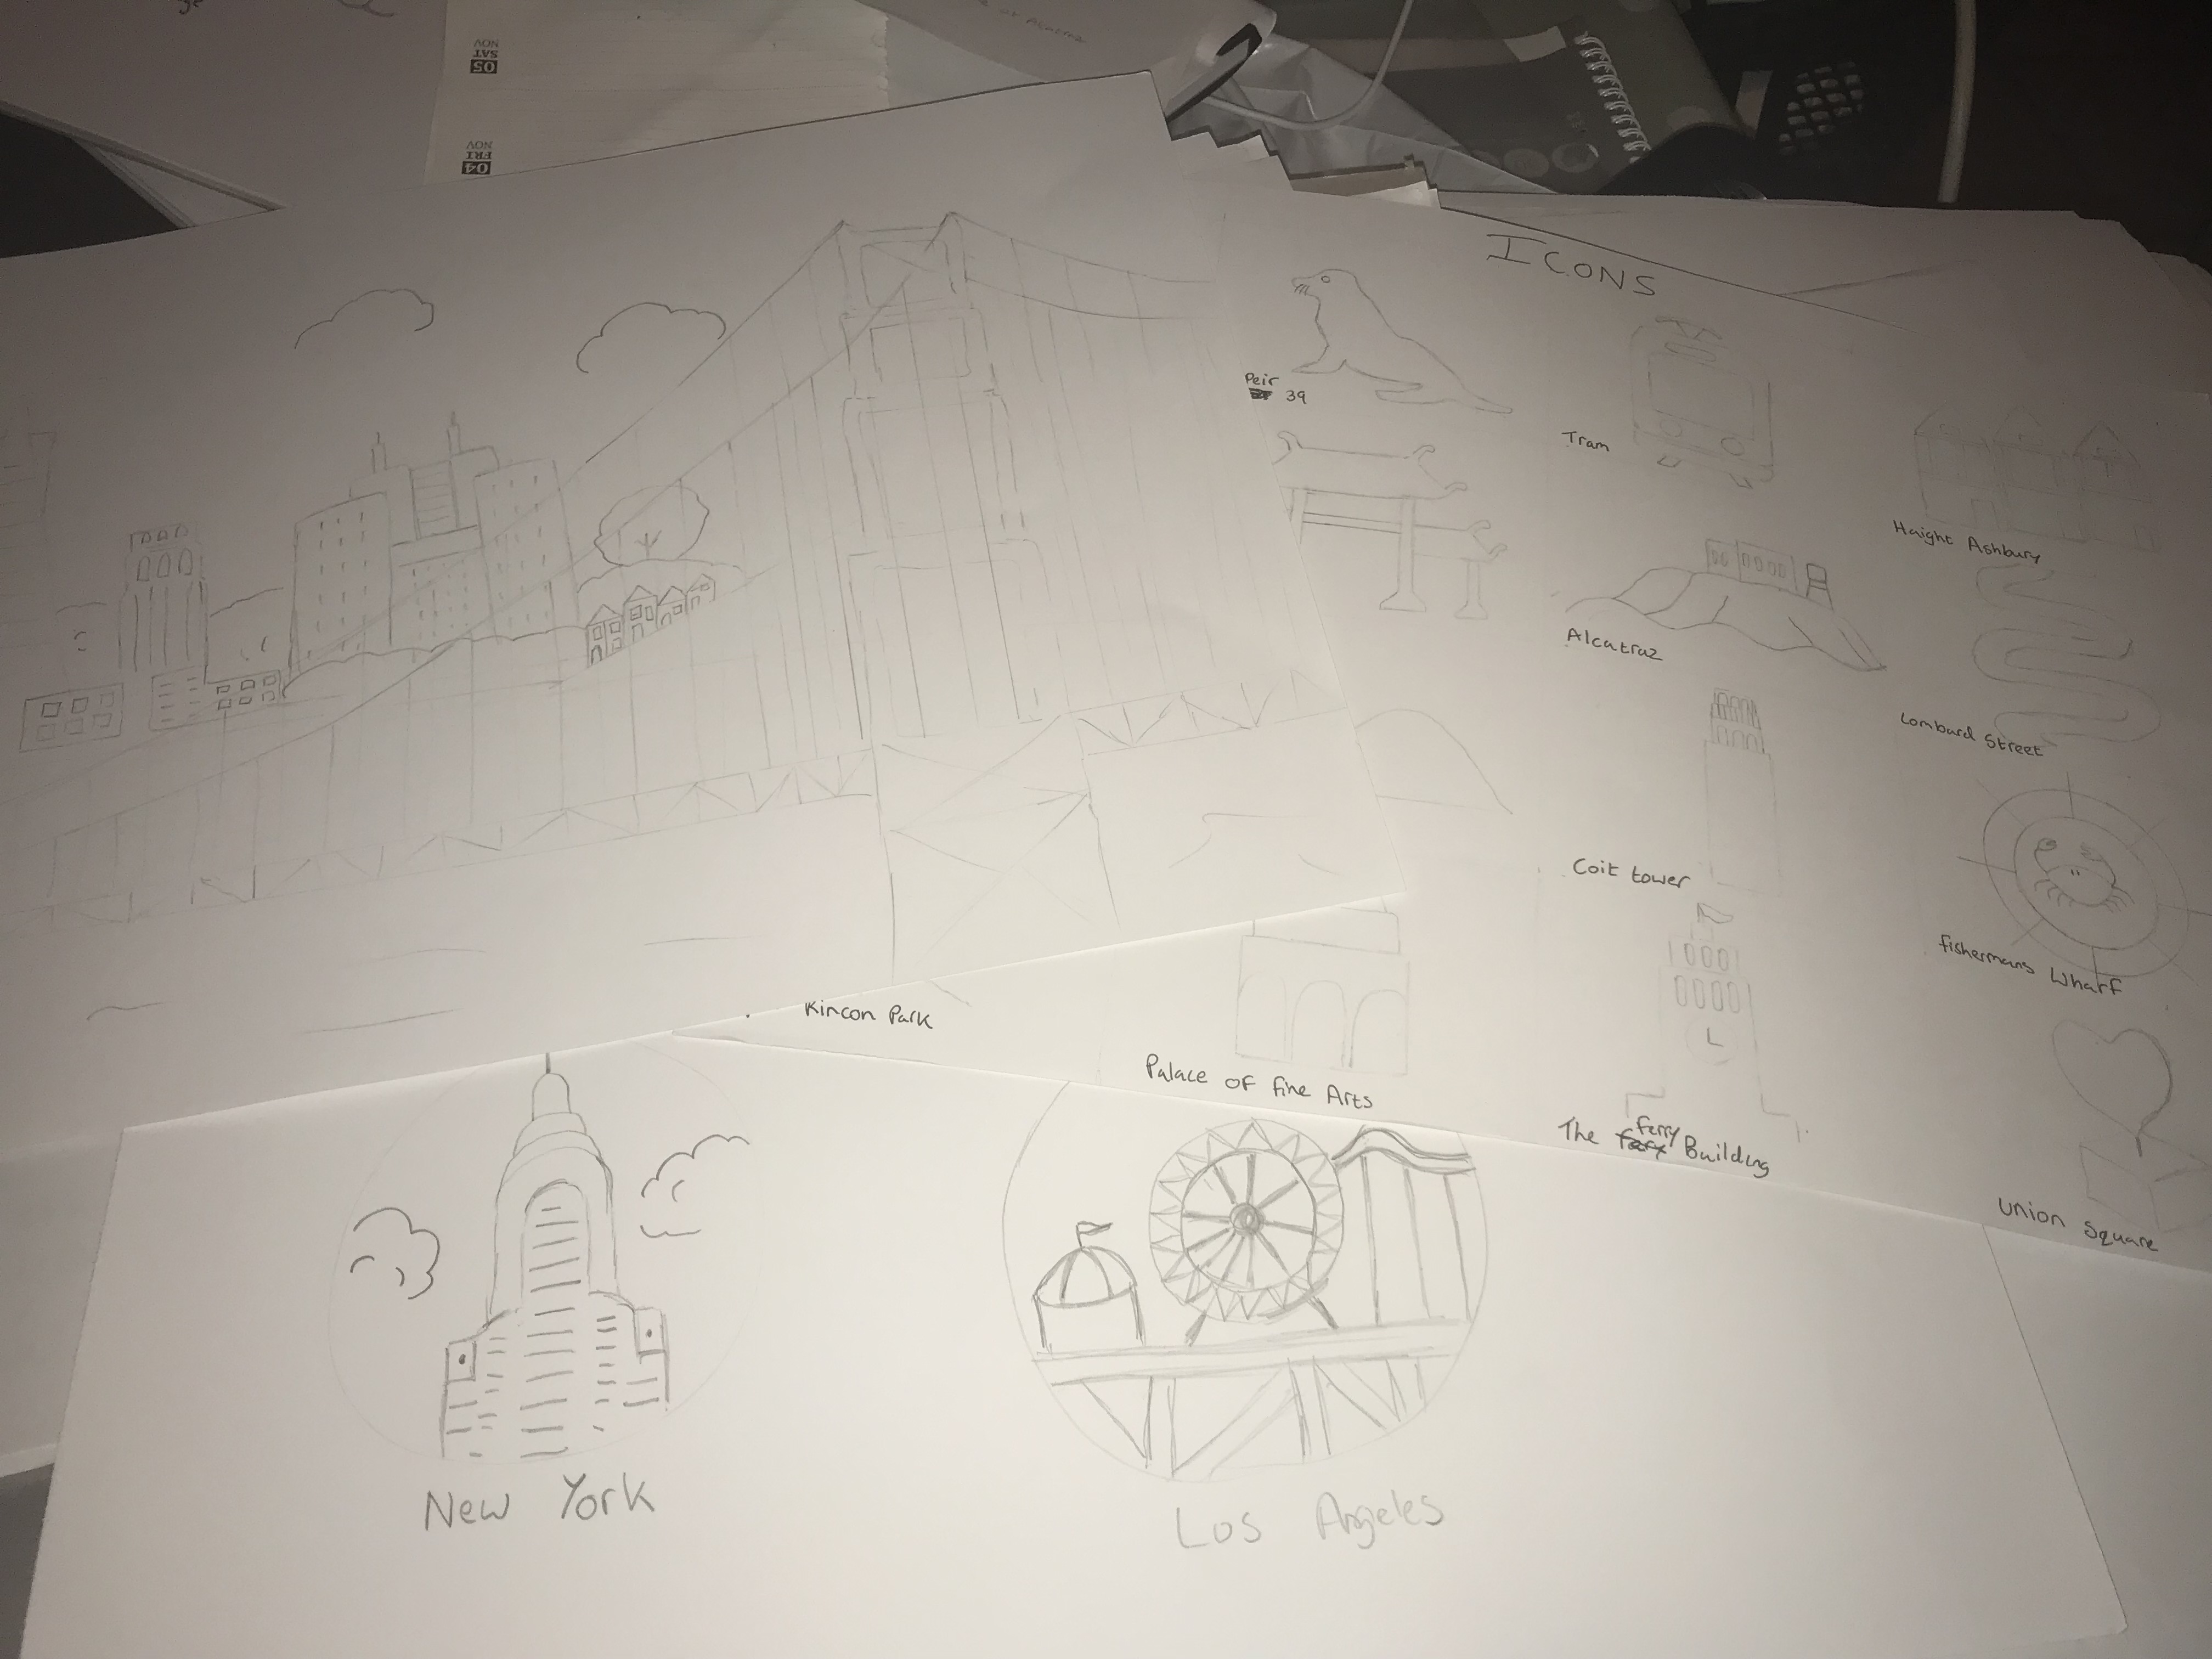 05
SAT
NOV
04
FRI
NOV
ICONS
Peir
39
Tram
Haight Ashbury
Alcatraz
Lombard Street
Coit tower
fishermans Wharf
Rincon Park
Palace of fine Arts
The ferry Building
Union Square
New York
Los Angeles